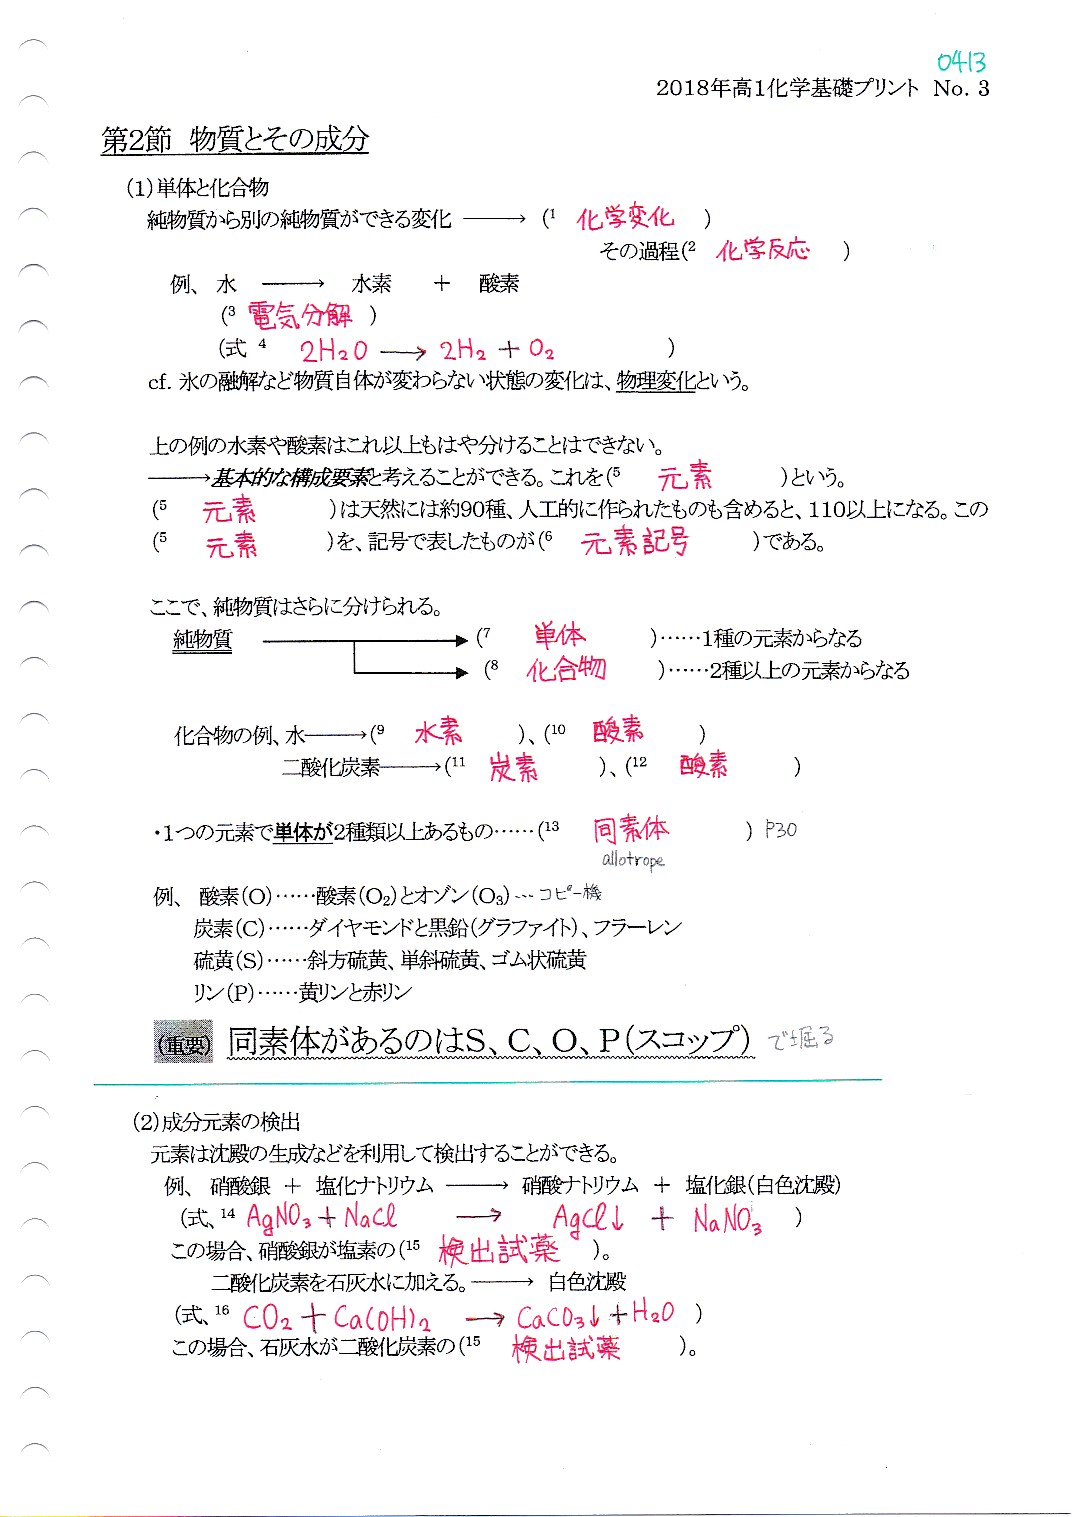 0413
2018年高1化学基礎プリント No. 3
第2節 物質とその成分
(1)単体と化合物
純物質から別の純物質ができる変化 ――→ (1 化学変化 )
その過程(2 化学反応 )
例、 水 ――→ 水素 + 酸素
(3 電気分解 )
(式 4 2H2O → 2H2 + O2 )
cf. 氷の融解など物質自体が変わらない状態の変化は、物理変化という。
上の例の水素や酸素はこれ以上もはや分けることはできない。
――→基本的な構成要素と考えることができる。これを(5 元素 )という。
(5 元素 )は天然には約90種、人工的に作られたものも含めると、110以上になる。この
(5 元素 )を、記号で表したものが(6 元素記号 )である。
ここで、純物質はさらに分けられる。
純物質 ――→ (7 単体 )……1種の元素からなる
(8 化合物 )……2種以上の元素からなる
化合物の例、水――→(9 水素 )、(10 酸素 )
二酸化炭素――→(11 炭素 )、(12 酸素 )
・1つの元素で単体が2種類以上あるもの……(13 同素体 ) P30
allotrope
例、 酸素(O)……酸素(O2)とオゾン(O3)---コピー機
炭素(C)……ダイヤモンドと黒鉛(グラファイト)、フラーレン
硫黄(S)……斜方硫黄、単斜硫黄、ゴム状硫黄
リン(P)……黄リンと赤リン
(重要) 同素体があるのはS、C、O、P(スコップ) で堀る
(2)成分元素の検出
元素は沈殿の生成などを利用して検出することができる。
例、 硝酸銀 + 塩化ナトリウム ――→ 硝酸ナトリウム + 塩化銀(白色沈殿)
(式、14 AgNO3 + NaCl → AgCl↓ + NaNO3 )
この場合、硝酸銀が塩素の(15 検出試薬 )。
二酸化炭素を石灰水に加える。――→ 白色沈殿
(式、16 CO2 + Ca(OH)2 → CaCO3↓ + H2O )
この場合、石灰水が二酸化炭素の(15 検出試薬 )。